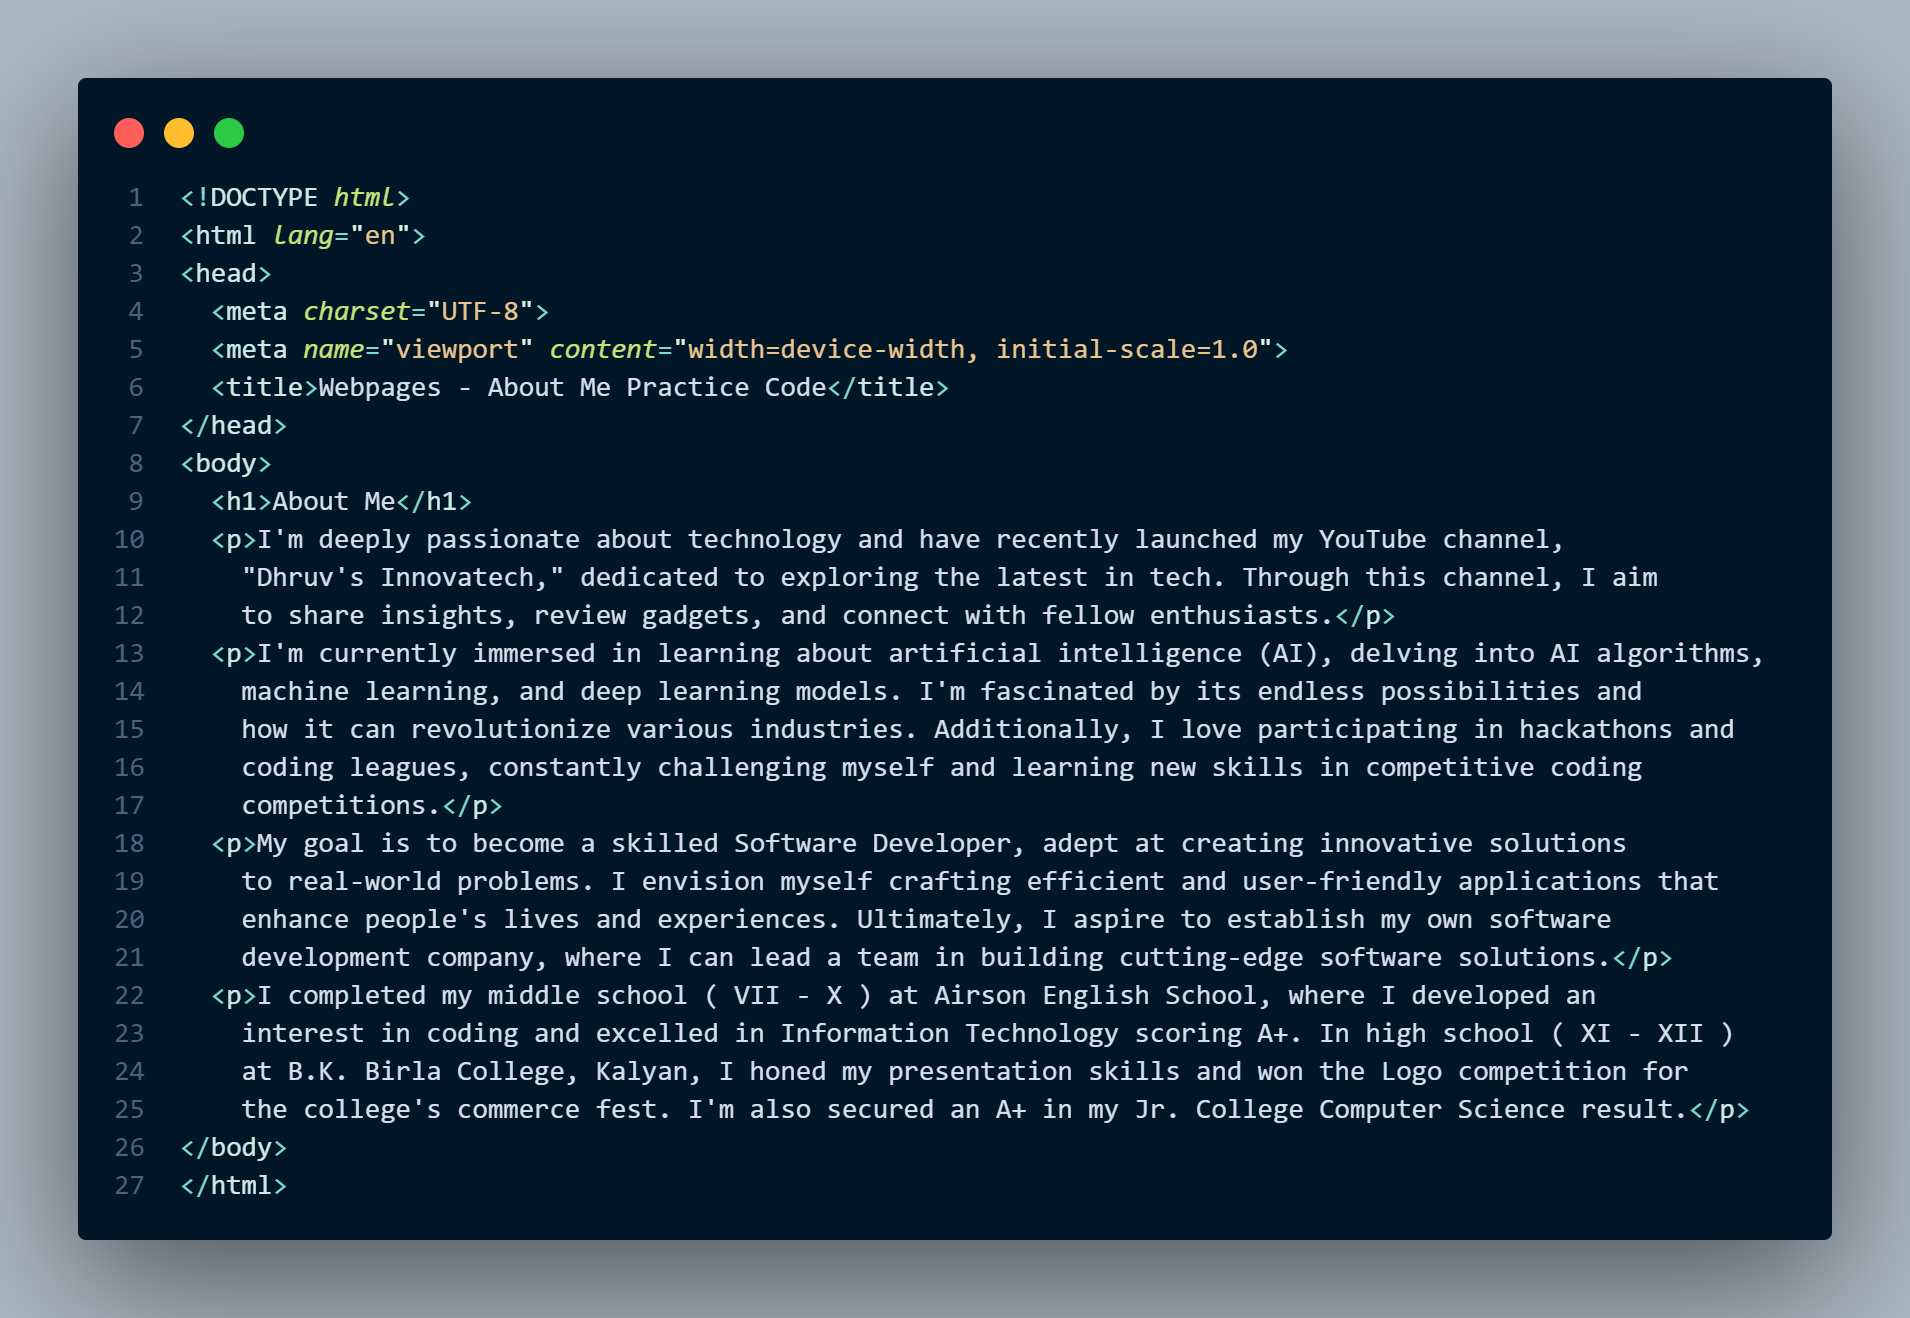 1 <!DOCTYPE html>
2 <html lang="en">
3 <head>
4   <meta charset="UTF-8">
5   <meta name="viewport" content="width=device-width, initial-scale=1.0">
6   <title>Webpages - About Me Practice Code</title>
7 </head>
8 <body>
9   <h1>About Me</h1>
10   <p>I'm deeply passionate about technology and have recently launched my YouTube channel,
11     "Dhruv's Innovatech," dedicated to exploring the latest in tech. Through this channel, I aim
12     to share insights, review gadgets, and connect with fellow enthusiasts.</p>
13   <p>I'm currently immersed in learning about artificial intelligence (AI), delving into AI algorithms,
14     machine learning, and deep learning models. I'm fascinated by its endless possibilities and
15     how it can revolutionize various industries. Additionally, I love participating in hackathons and
16     coding leagues, constantly challenging myself and learning new skills in competitive coding
17     competitions.</p>
18   <p>My goal is to become a skilled Software Developer, adept at creating innovative solutions
19     to real-world problems. I envision myself crafting efficient and user-friendly applications that
20     enhance people's lives and experiences. Ultimately, I aspire to establish my own software
21     development company, where I can lead a team in building cutting-edge software solutions.</p>
22   <p>I completed my middle school ( VII - X ) at Airson English School, where I developed an
23     interest in coding and excelled in Information Technology scoring A+. In high school ( XI - XII )
24     at B.K. Birla College, Kalyan, I honed my presentation skills and won the Logo competition for
25     the college's commerce fest. I'm also secured an A+ in my Jr. College Computer Science result.</p>
26 </body>
27 </html>